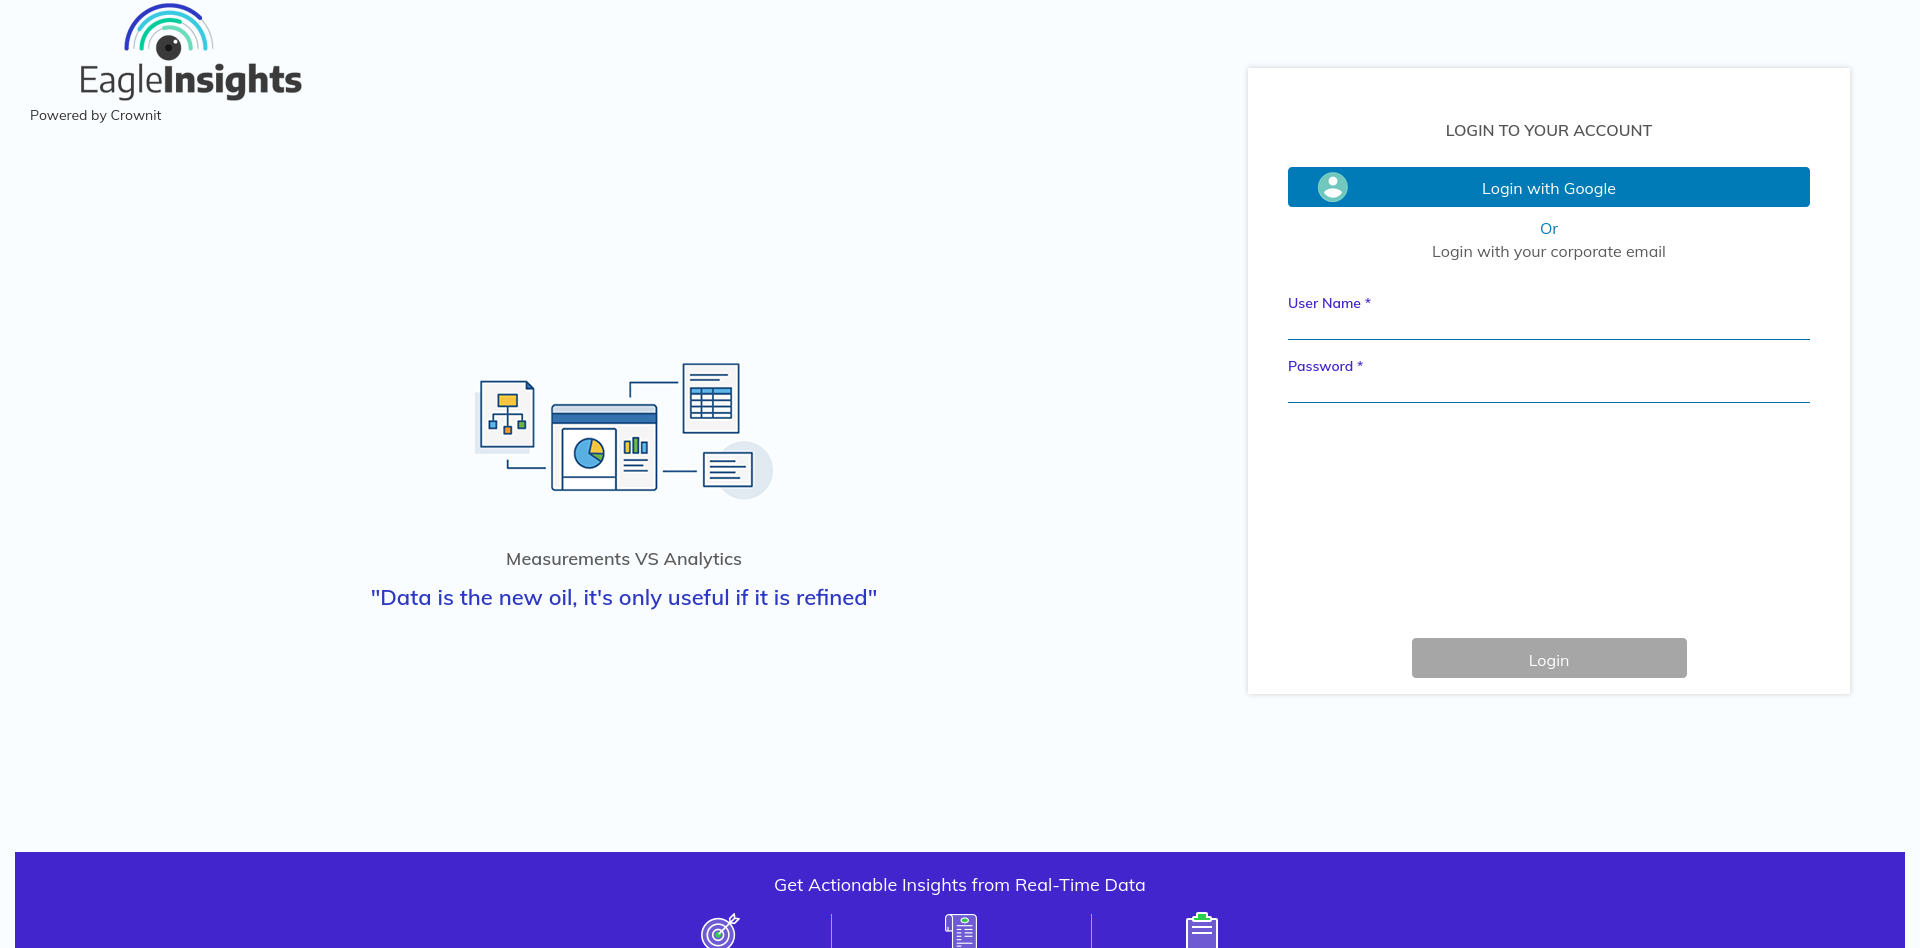 EagleInsights
Powered by Crownit
LOGIN TO YOUR ACCOUNT
Login with Google
Or
Login with your corporate email
User Name *
Password *
Login
Measurements VS Analytics
"Data is the new oil, it's only useful if it is refined"
Get Actionable Insights from Real-Time Data